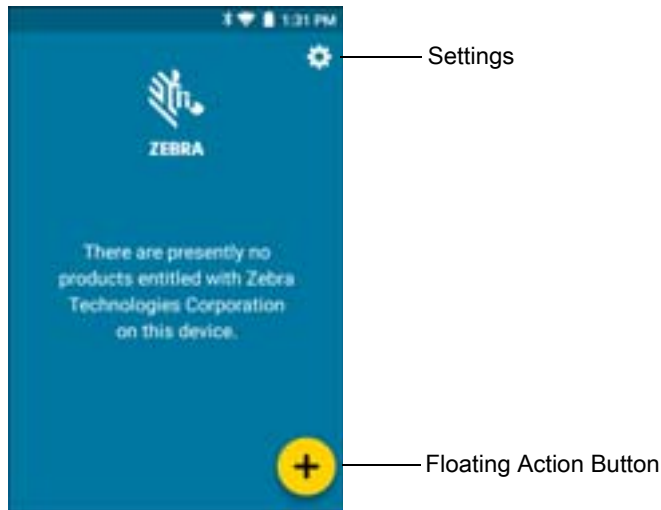 1:31 PM
Settings
ZEBRA
There are presently no
products entitled with Zebra
Technologies Corporation
on this device.
Floating Action Button